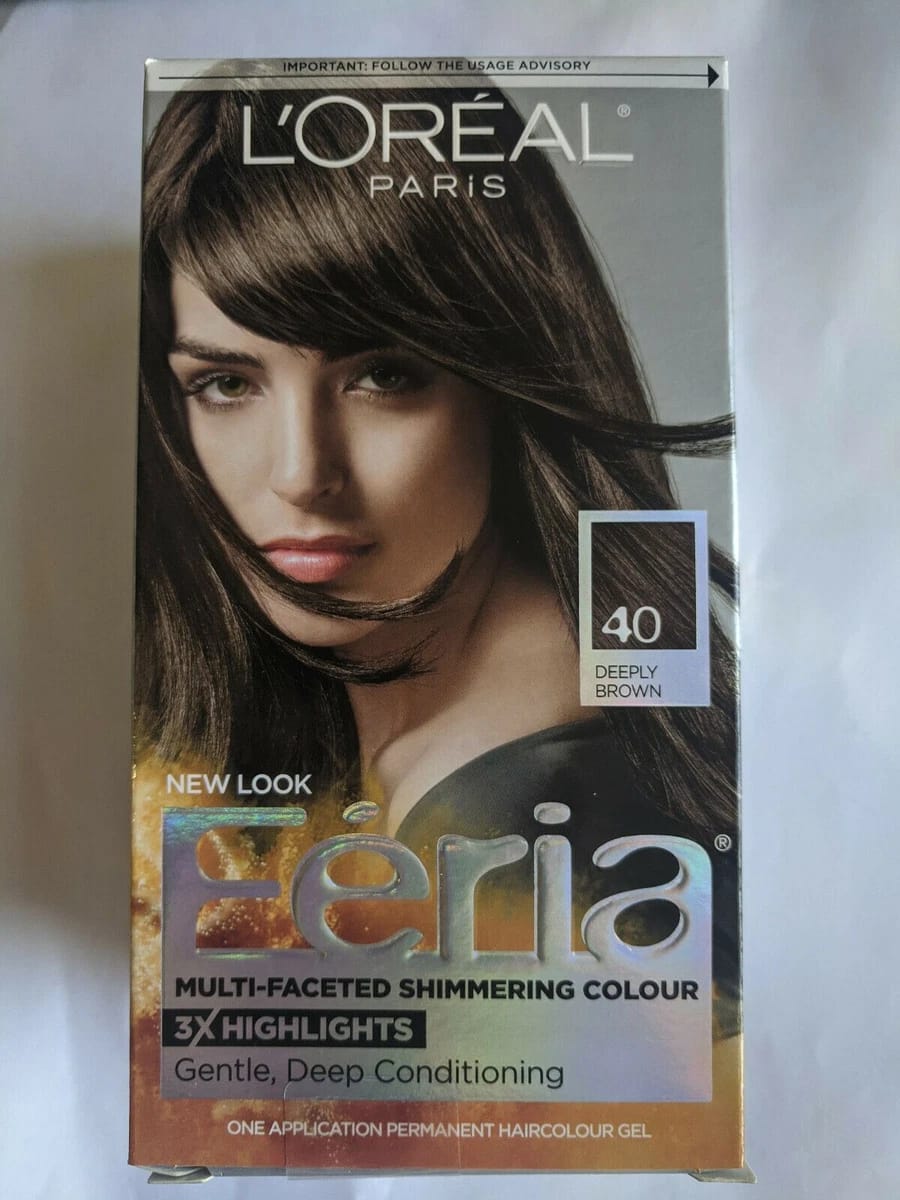 IMPORTANT: FOLLOW THE USAGE ADVISORY
L'ORÉAL®
PARiS
40
DEEPLY
BROWN
NEW LOOK
Féria®
MULTI-FACETED SHIMMERING COLOUR
3X HIGHLIGHTS
Gentle, Deep Conditioning
ONE APPLICATION PERMANENT HAIRCOLOUR GEL